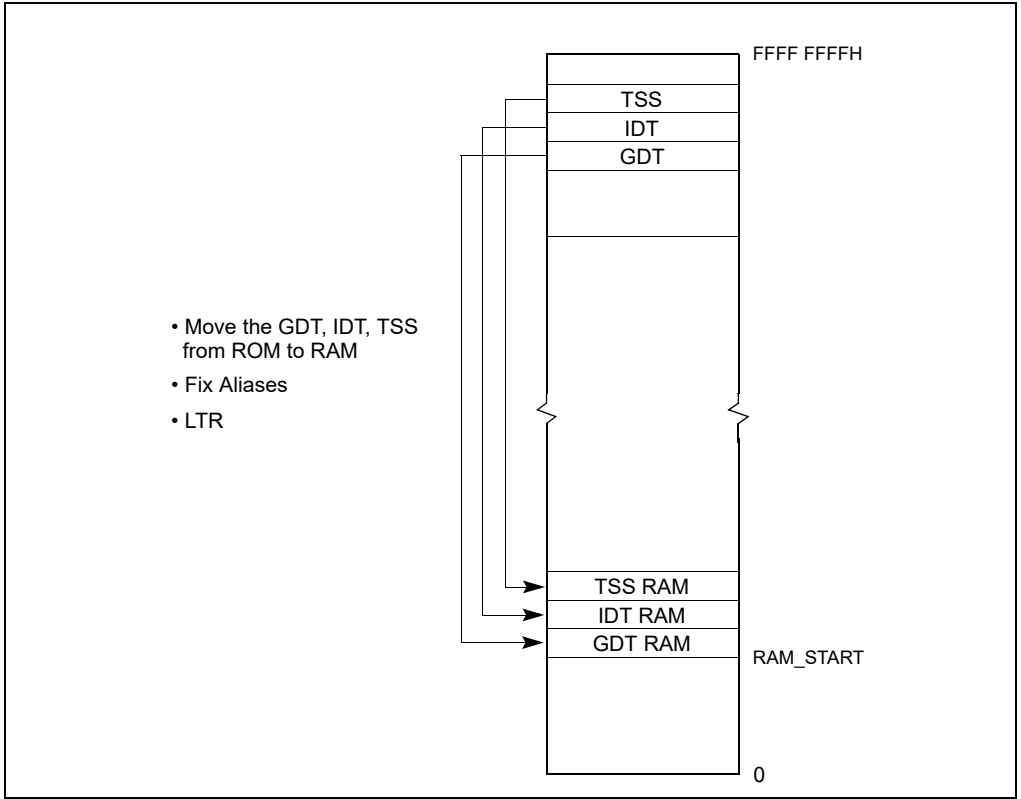 FFFF FFFFH
TSS
IDT
GDT
• Move the GDT, IDT, TSS
from ROM to RAM
• Fix Aliases
• LTR
TSS RAM
IDT RAM
GDT RAM
RAM_START
0